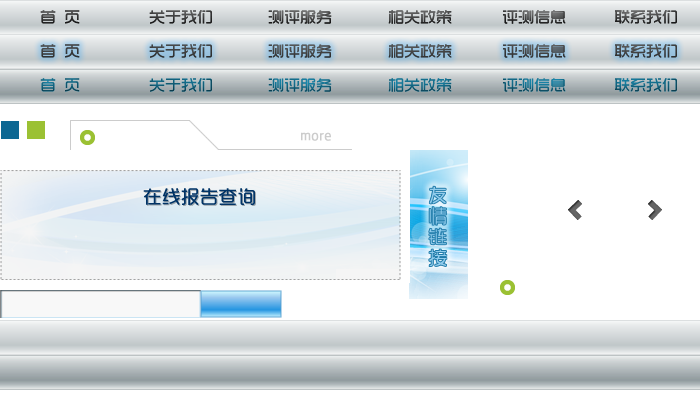 首 页 关于我们 测评服务 相关政策 评测信息 联系我们
首 页 关于我们 测评服务 相关政策 评测信息 联系我们
首 页 关于我们 测评服务 相关政策 评测信息 联系我们
more
在线报告查询
友情链接